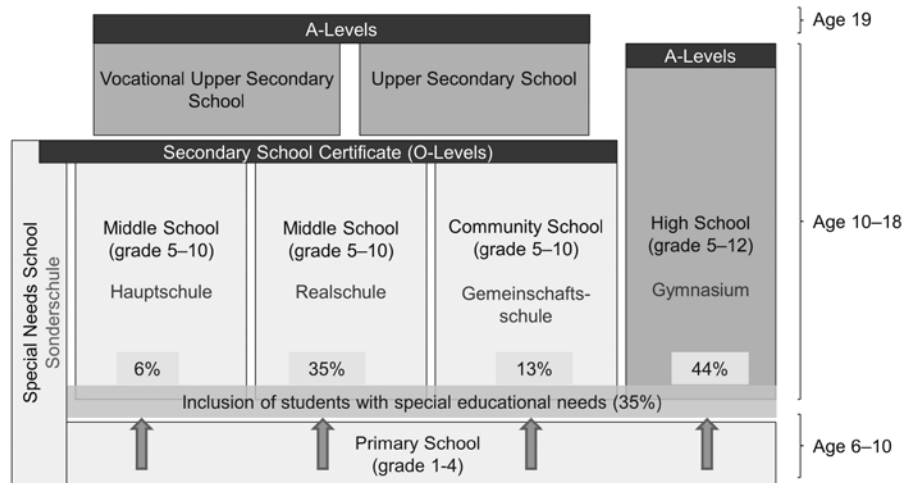 A-Levels
Age 19
Vocational Upper Secondary
School
Upper Secondary School
A-Levels
Secondary School Certificate (O-Levels)
Special Needs School
Sonderschule
Middle School
(grade 5–10)
Hauptschule
6%
Middle School
(grade 5–10)
Realschule
35%
Community School
(grade 5–10)
Gemeinschafts-
schule
13%
High School
(grade 5–12)
Gymnasium
44%
Age 10–18
Inclusion of students with special educational needs (35%)
Primary School
(grade 1-4)
Age 6–10